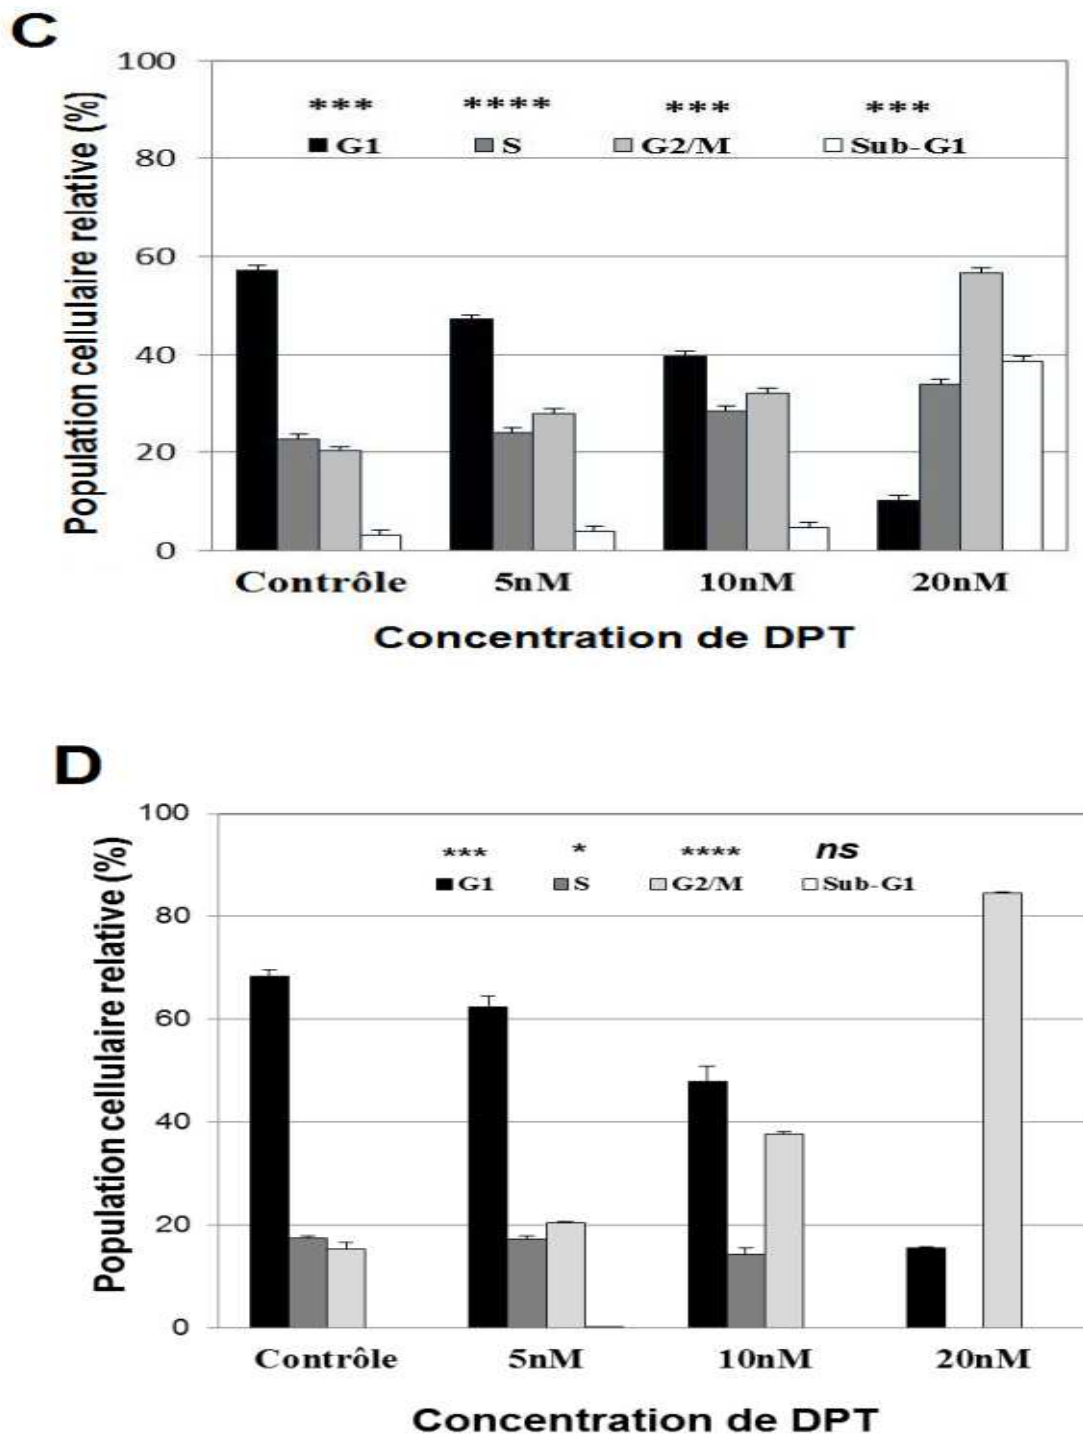 C
Population cellulaire relative (%)
100
80
60
40
20
0
*** **** *** ***
G1 S G2/M Sub-G1
Contrôle 5nM 10nM 20nM
Concentration de DPT
D
Population cellulaire relative (%)
100
80
60
40
20
0
*** * **** ns
G1 S G2/M Sub-G1
Contrôle 5nM 10nM 20nM
Concentration de DPT